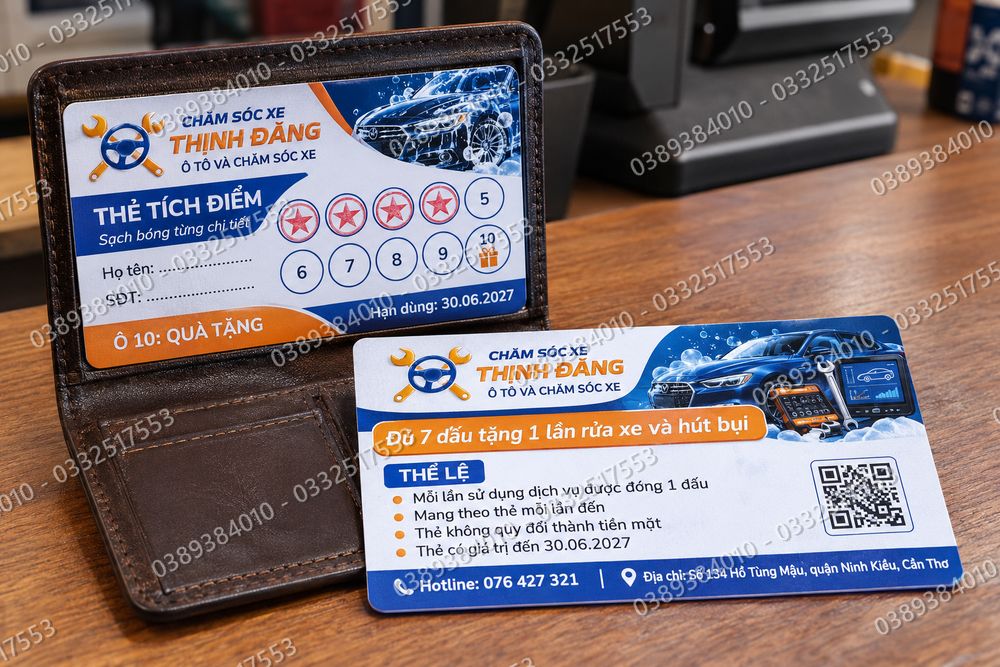 CHĂM SÓC XE
THỊNH ĐĂNG
Ô TÔ VÀ CHĂM SÓC XE
THẺ TÍCH ĐIỂM
Sạch bóng từng chi tiết
Họ tên: ...................
SĐT: ......................
5
6 7 8 9 10
Ô 10: QUÀ TẶNG
Hạn dùng: 30.06.2027
CHĂM SÓC XE
THỊNH ĐĂNG
Ô TÔ VÀ CHĂM SÓC XE
Đủ 7 dấu tặng 1 lần rửa xe và hút bụi
THỂ LỆ
Mỗi lần sử dụng dịch vụ được đóng 1 dấu
Mang theo thẻ mỗi lần đến
Thẻ không quy đổi thành tiền mặt
Thẻ có giá trị đến 30.06.2027
Hotline: 076 427 321 | Địa chỉ: Số 134 Hồ Tùng Mậu, quận Ninh Kiều, Cần Thơ
0389384010 - 0332517553